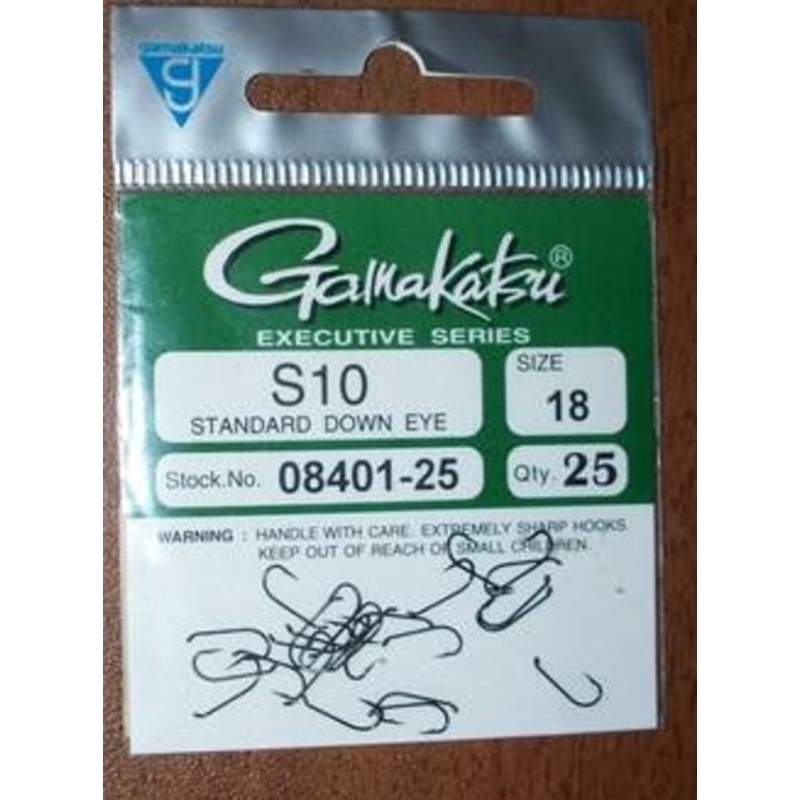 gamakatsu
G
Gamakatsu®
EXECUTIVE SERIES
S10
STANDARD DOWN EYE
SIZE
18
Stock.No. 08401-25
Qty. 25
WARNING : HANDLE WITH CARE. EXTREMELY SHARP HOOKS.
KEEP OUT OF REACH OF SMALL CHILDREN.